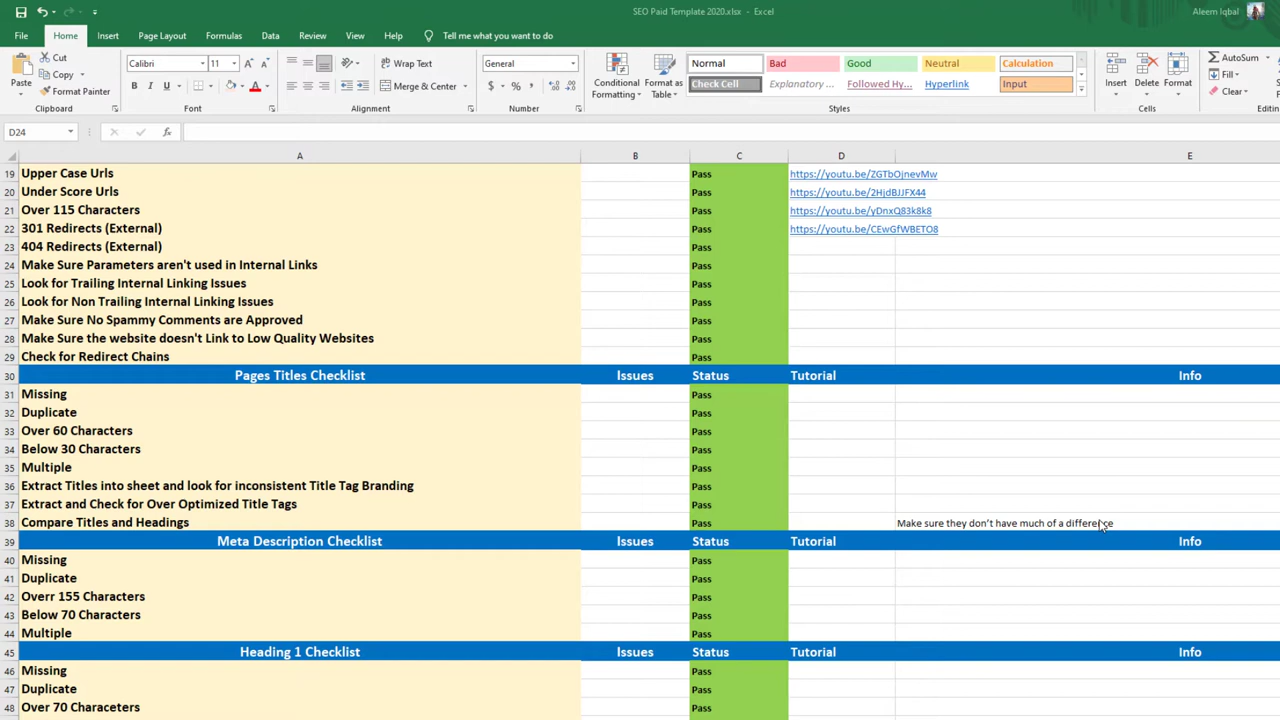 SEO Paid Template 2020.xlsx - Excel
Aleem Iqbal
File Home Insert Page Layout Formulas Data Review View Help Tell me what you want to do
Paste
Cut
Copy
Format Painter
Clipboard
Calibri 11
B I U
Font
Wrap Text
Merge & Center
Alignment
General
$ % ,
Number
Conditional Formatting
Format as Table
Normal Bad Good Neutral Calculation
Check Cell Explanatory ... Followed Hy... Hyperlink Input
Styles
Insert Delete Format
Cells
AutoSum
Fill
Clear
D24 fx
A B C D E
19 Upper Case Urls Pass https://youtu.be/ZGTbOjnevMw
20 Under Score Urls Pass https://youtu.be/2HjdBJJFX44
21 Over 115 Characters Pass https://youtu.be/yDnxQ83k8k8
22 301 Redirects (External) Pass https://youtu.be/CEwGfWBETO8
23 404 Redirects (External) Pass
24 Make Sure Parameters aren't used in Internal Links Pass
25 Look for Trailing Internal Linking Issues Pass
26 Look for Non Trailing Internal Linking Issues Pass
27 Make Sure No Spammy Comments are Approved Pass
28 Make Sure the website doesn't Link to Low Quality Websites Pass
29 Check for Redirect Chains Pass
30 Pages Titles Checklist Issues Status Tutorial Info
31 Missing Pass
32 Duplicate Pass
33 Over 60 Characters Pass
34 Below 30 Characters Pass
35 Multiple Pass
36 Extract Titles into sheet and look for inconsistent Title Tag Branding Pass
37 Extract and Check for Over Optimized Title Tags Pass
38 Compare Titles and Headings Pass Make sure they don't have much of a difference
39 Meta Description Checklist Issues Status Tutorial Info
40 Missing Pass
41 Duplicate Pass
42 Overr 155 Characters Pass
43 Below 70 Characters Pass
44 Multiple Pass
45 Heading 1 Checklist Issues Status Tutorial Info
46 Missing Pass
47 Duplicate Pass
48 Over 70 Characeters Pass